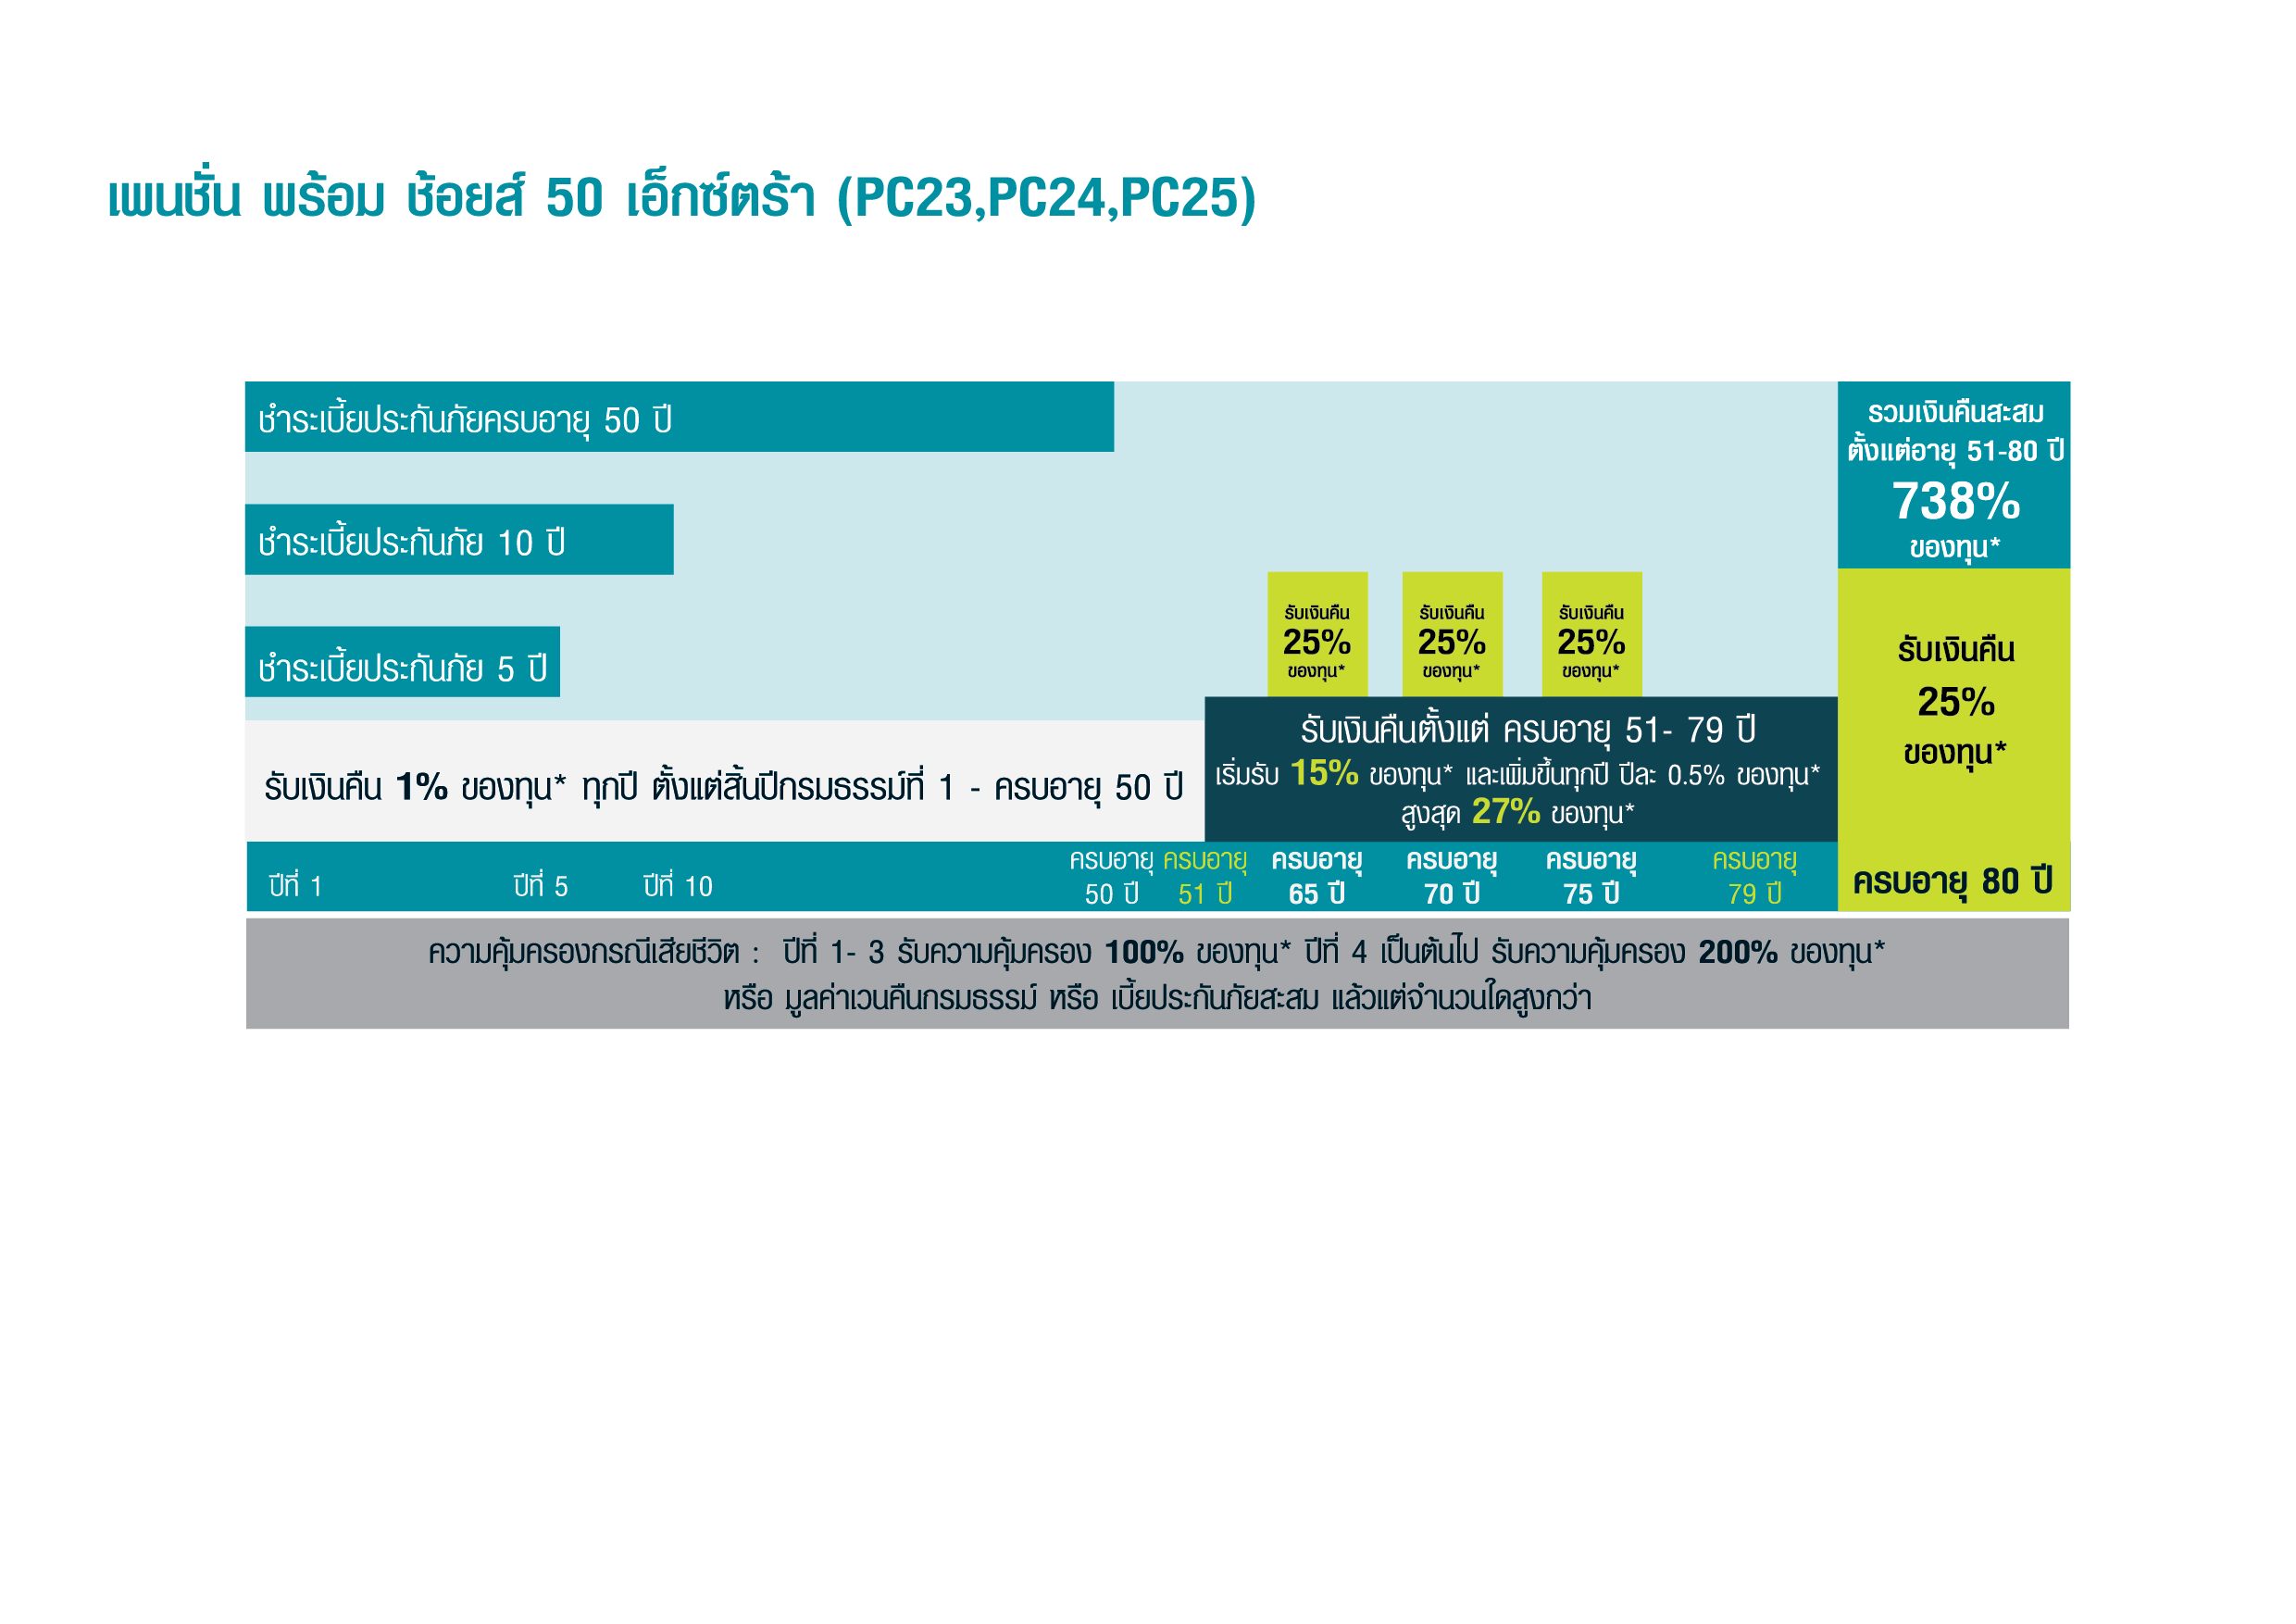 เพนชั่น พร้อม ช้อยส์ 50 เอ็กซ์ตร้า (PC23,PC24,PC25)
ชำระเบี้ยประกันภัยครบอายุ 50 ปี
ชำระเบี้ยประกันภัย 10 ปี
ชำระเบี้ยประกันภัย 5 ปี
รวมเงินคืนสะสม
ตั้งแต่อายุ 51-80 ปี
738%
ของทุน*
รับเงินคืน
25%
ของทุน*
รับเงินคืน
25%
ของทุน*
รับเงินคืน
25%
ของทุน*
รับเงินคืน
25%
ของทุน*
รับเงินคืน 1% ของทุน* ทุกปี ตั้งแต่สิ้นปีกรมธรรม์ที่ 1 - ครบอายุ 50 ปี
รับเงินคืนตั้งแต่ ครบอายุ 51- 79 ปี
เริ่มรับ 15% ของทุน* และเพิ่มขึ้นทุกปี ปีละ 0.5% ของทุน*
สูงสุด 27% ของทุน*
ปีที่ 1
ปีที่ 5
ปีที่ 10
ครบอายุ
50 ปี
ครบอายุ
51 ปี
ครบอายุ
65 ปี
ครบอายุ
70 ปี
ครบอายุ
75 ปี
ครบอายุ
79 ปี
ครบอายุ 80 ปี
ความคุ้มครองกรณีเสียชีวิต : ปีที่ 1- 3 รับความคุ้มครอง 100% ของทุน* ปีที่ 4 เป็นต้นไป รับความคุ้มครอง 200% ของทุน*
หรือ มูลค่าเวนคืนกรมธรรม์ หรือ เบี้ยประกันภัยสะสม แล้วแต่จำนวนใดสูงกว่า